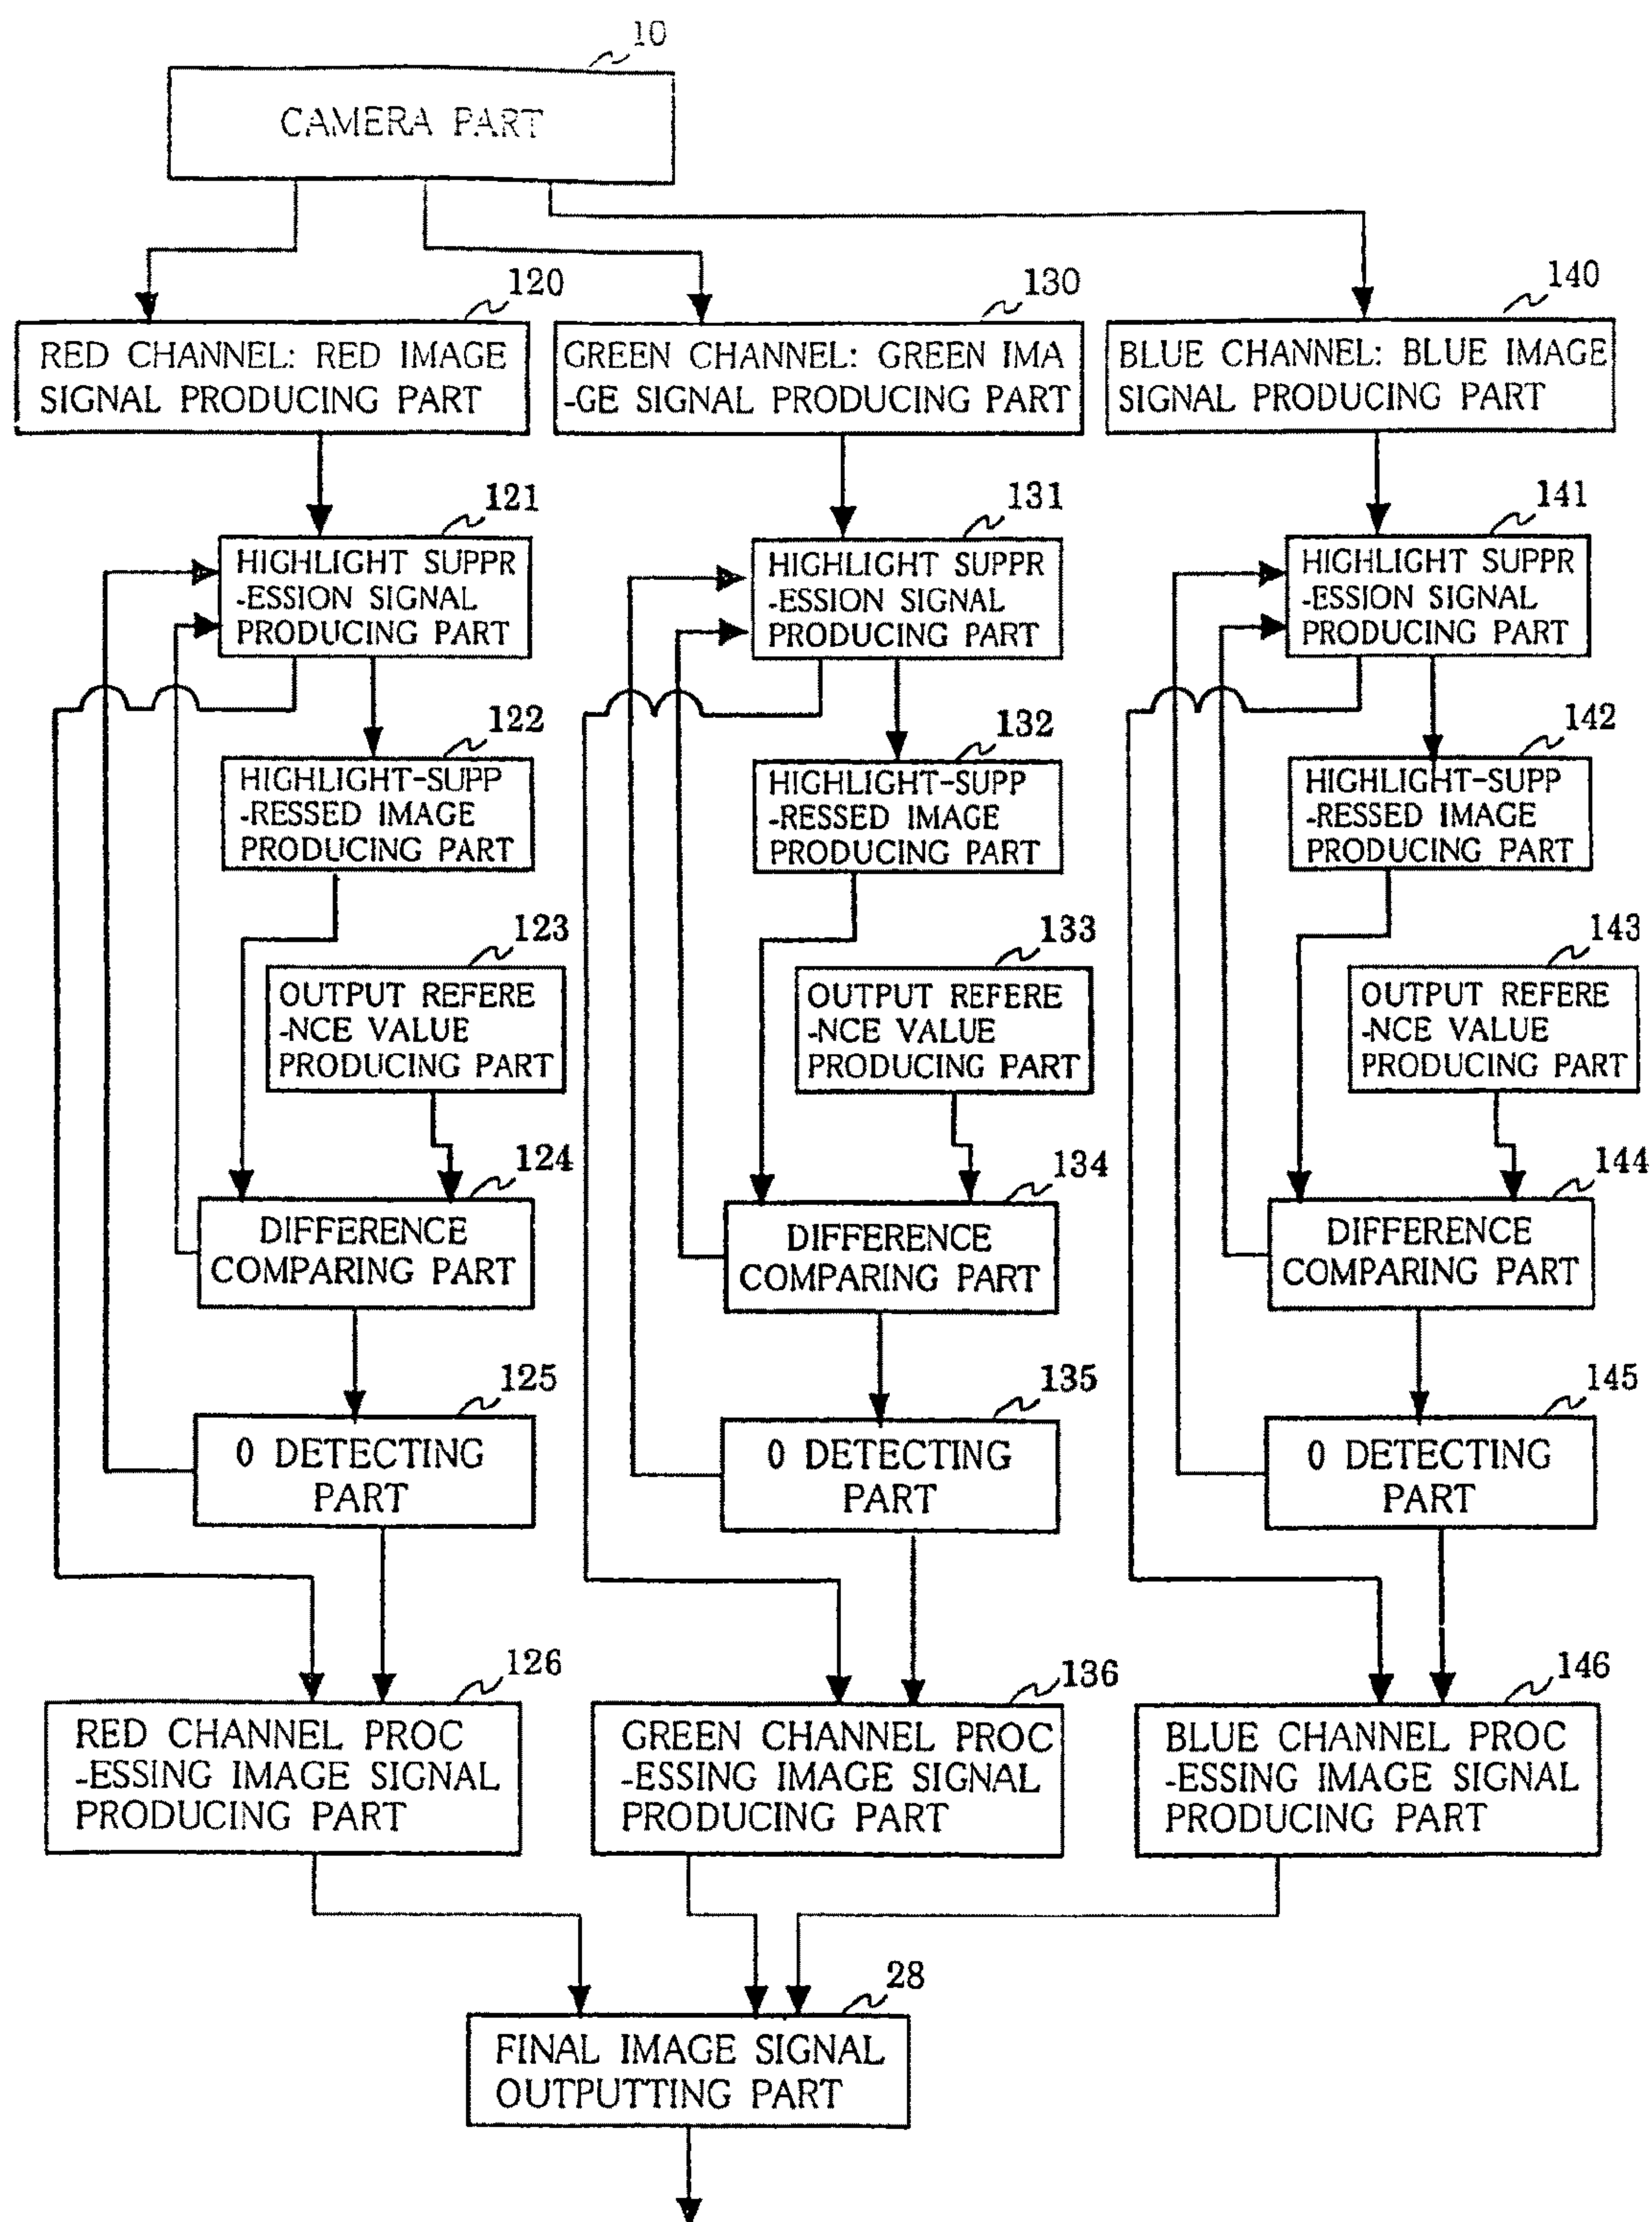 10
CAMERA PART
120
130
140
RED CHANNEL: RED IMAGE
SIGNAL PRODUCING PART
GREEN CHANNEL: GREEN IMA
-GE SIGNAL PRODUCING PART
BLUE CHANNEL: BLUE IMAGE
SIGNAL PRODUCING PART
121
131
141
HIGHLIGHT SUPPR
-ESSION SIGNAL
PRODUCING PART
HIGHLIGHT SUPPR
-ESSION SIGNAL
PRODUCING PART
HIGHLIGHT SUPPR
-ESSION SIGNAL
PRODUCING PART
122
132
142
HIGHLIGHT-SUPP
-RESSED IMAGE
PRODUCING PART
HIGHLIGHT-SUPP
-RESSED IMAGE
PRODUCING PART
HIGHLIGHT-SUPP
-RESSED IMAGE
PRODUCING PART
123
133
143
OUTPUT REFERE
-NCE VALUE
PRODUCING PART
OUTPUT REFERE
-NCE VALUE
PRODUCING PART
OUTPUT REFERE
-NCE VALUE
PRODUCING PART
124
134
144
DIFFERENCE
COMPARING PART
DIFFERENCE
COMPARING PART
DIFFERENCE
COMPARING PART
125
135
145
0 DETECTING
PART
0 DETECTING
PART
0 DETECTING
PART
126
136
146
RED CHANNEL PROC
-ESSING IMAGE SIGNAL
PRODUCING PART
GREEN CHANNEL PROC
-ESSING IMAGE SIGNAL
PRODUCING PART
BLUE CHANNEL PROC
-ESSING IMAGE SIGNAL
PRODUCING PART
28
FINAL IMAGE SIGNAL
OUTPUTTING PART